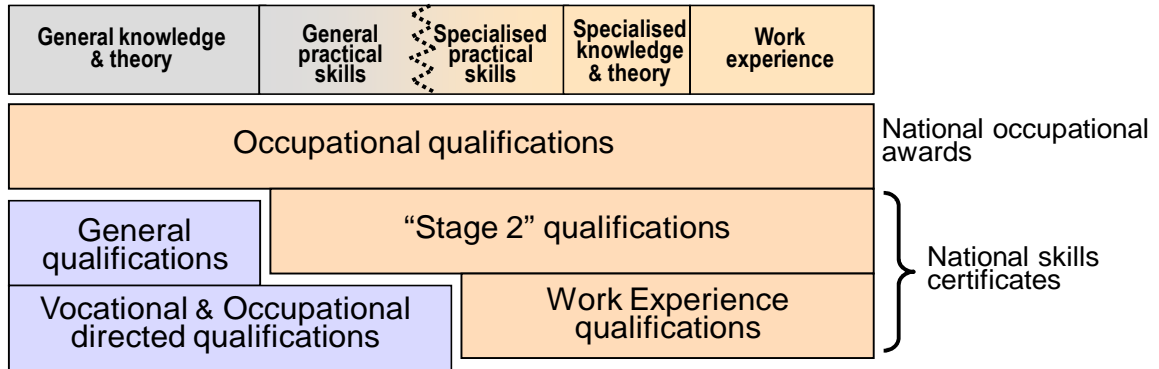 General knowledge
& theory
General
practical
skills
Specialised
practical
skills
Specialised
knowledge
& theory
Work
experience
Occupational qualifications
National occupational
awards
General
qualifications
“Stage 2” qualifications
National skills
certificates
Vocational & Occupational
directed qualifications
Work Experience
qualifications